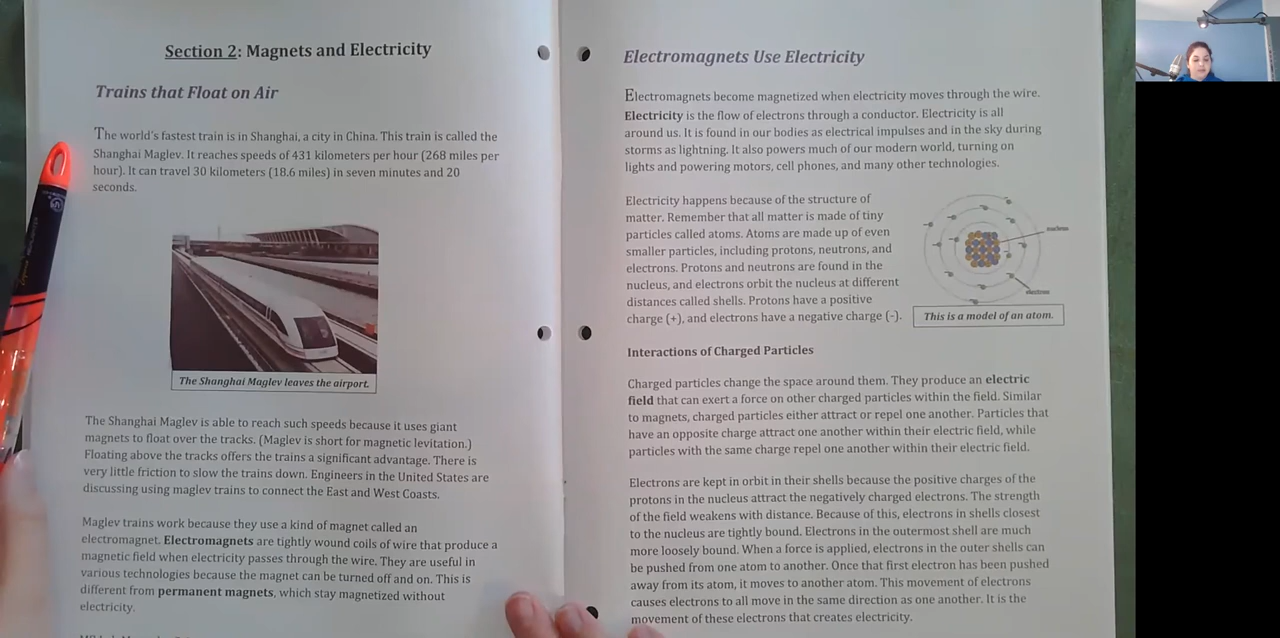 Section 2: Magnets and Electricity
Trains that Float on Air
The world's fastest train is in Shanghai, a city in China. This train is called the
Shanghai Maglev. It reaches speeds of 431 kilometers per hour (268 miles per
hour). It can travel 30 kilometers (18.6 miles) in seven minutes and 20
seconds.
The Shanghai Maglev leaves the airport.
The Shanghai Maglev is able to reach such speeds because it uses giant
magnets to float over the tracks. (Maglev is short for magnetic levitation.)
Floating above the tracks offers the trains a significant advantage. There is
very little friction to slow the trains down. Engineers in the United States are
discussing using maglev trains to connect the East and West Coasts.
Maglev trains work because they use a kind of magnet called an
electromagnet. Electromagnets are tightly wound coils of wire that produce a
magnetic field when electricity passes through the wire. They are useful in
various technologies because the magnet can be turned off and on. This is
different from permanent magnets, which stay magnetized without
electricity.
Electromagnets Use Electricity
Electromagnets become magnetized when electricity moves through the wire.
Electricity is the flow of electrons through a conductor. Electricity is all
around us. It is found in our bodies as electrical impulses and in the sky during
storms as lightning. It also powers much of our modern world, turning on
lights and powering motors, cell phones, and many other technologies.
Electricity happens because of the structure of
matter. Remember that all matter is made of tiny
particles called atoms. Atoms are made up of even
smaller particles, including protons, neutrons, and
electrons. Protons and neutrons are found in the
nucleus, and electrons orbit the nucleus at different
distances called shells. Protons have a positive
charge (+), and electrons have a negative charge (-).
nucleus
electron
This is a model of an atom.
Interactions of Charged Particles
Charged particles change the space around them. They produce an electric
field that can exert a force on other charged particles within the field. Similar
to magnets, charged particles either attract or repel one another. Particles that
have an opposite charge attract one another within their electric field, while
particles with the same charge repel one another within their electric field.
Electrons are kept in orbit in their shells because the positive charges of the
protons in the nucleus attract the negatively charged electrons. The strength
of the field weakens with distance. Because of this, electrons in shells closest
to the nucleus are tightly bound. Electrons in the outermost shell are much
more loosely bound. When a force is applied, electrons in the outer shells can
be pushed from one atom to another. Once that first electron has been pushed
away from its atom, it moves to another atom. This movement of electrons
causes electrons to all move in the same direction as one another. It is the
movement of these electrons that creates electricity.